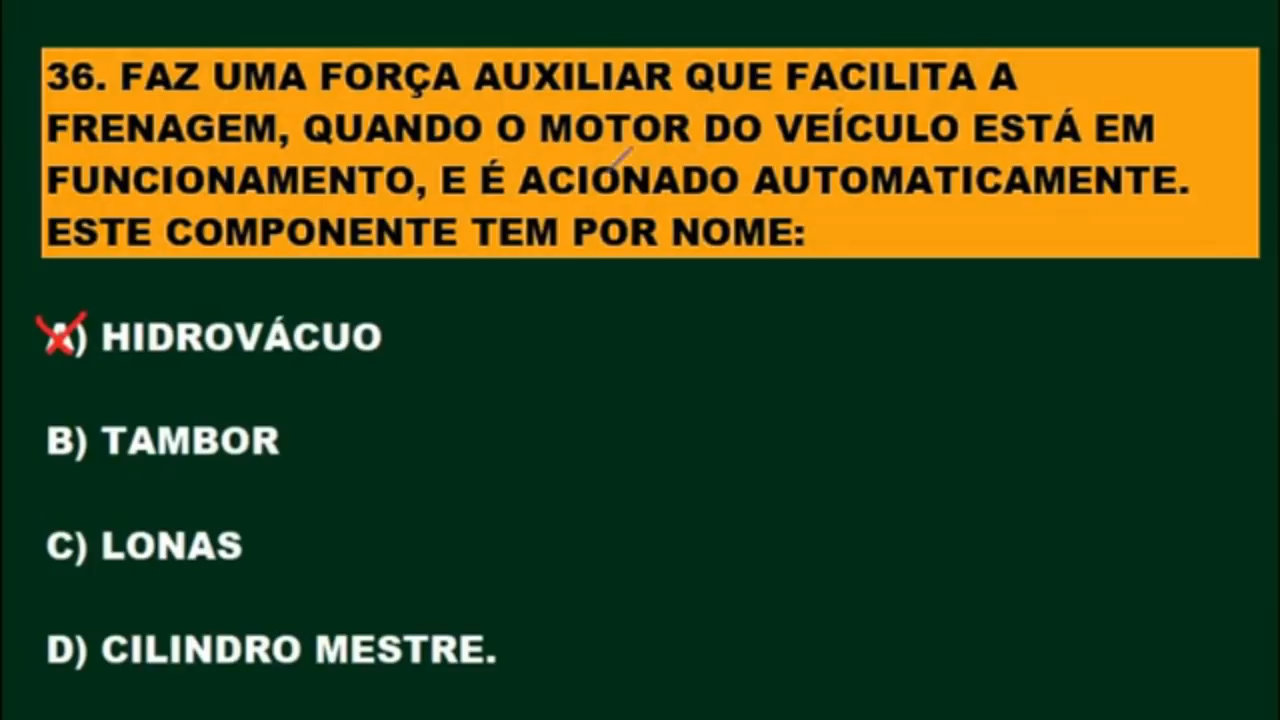 36. FAZ UMA FORÇA AUXILIAR QUE FACILITA A
FRENAGEM, QUANDO O MOTOR DO VEÍCULO ESTÁ EM
FUNCIONAMENTO, E É ACIONADO AUTOMATICAMENTE.
ESTE COMPONENTE TEM POR NOME:
A) HIDROVÁCUO
B) TAMBOR
C) LONAS
D) CILINDRO MESTRE.